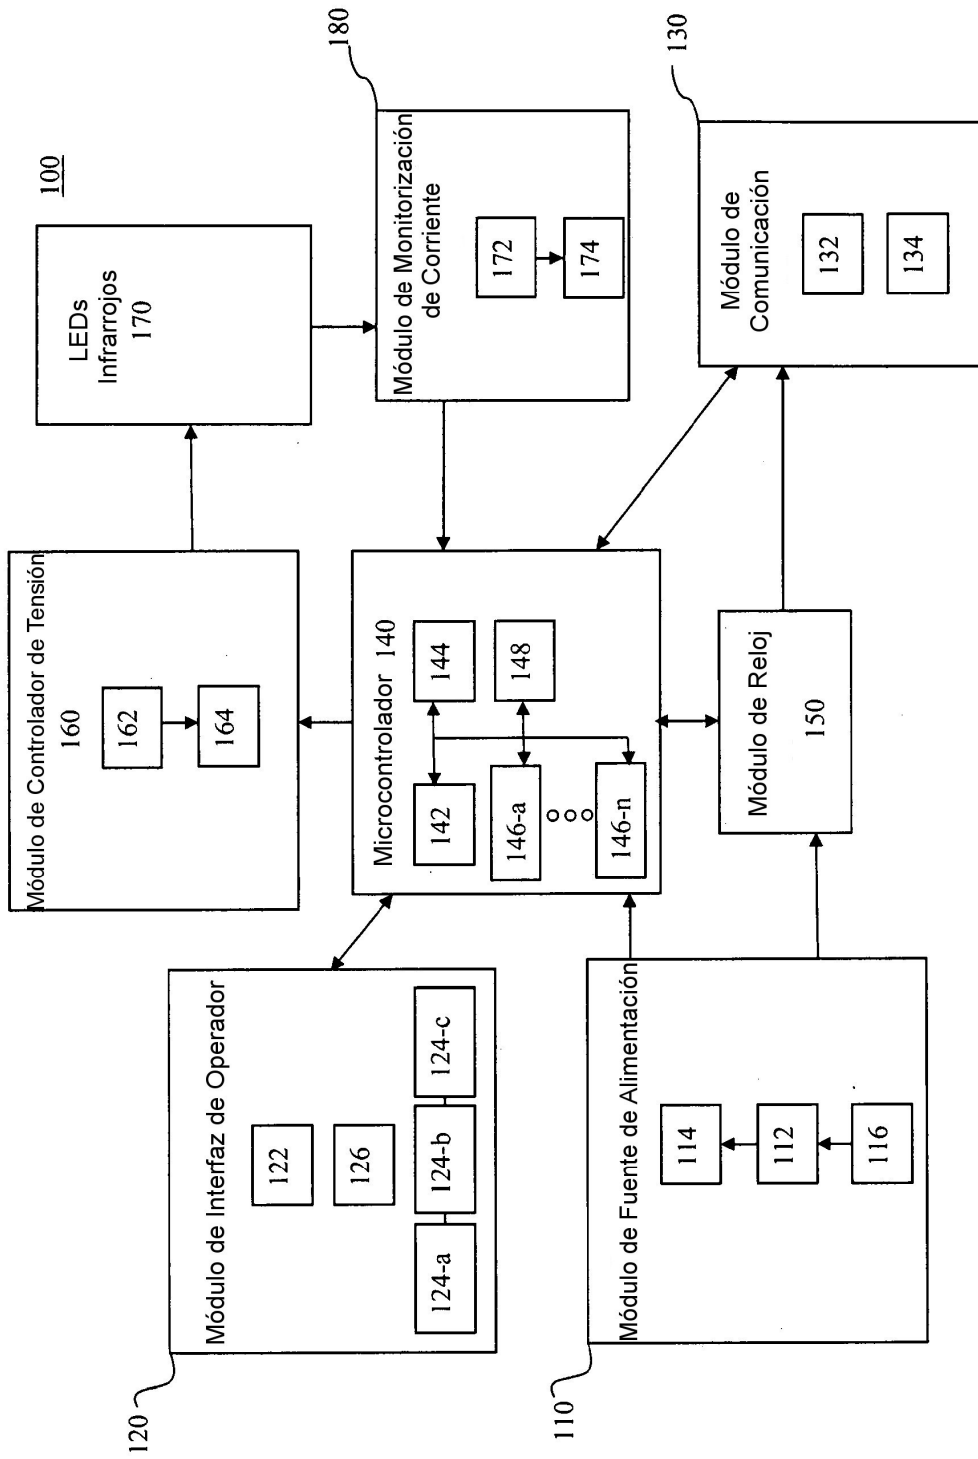 100
120
Módulo de Interfaz de Operador
122
126
124-a
124-b
124-c
Módulo de Controlador de Tensión
160
162
164
LEDs
Infrarrojos
170
180
Módulo de Monitorización
de Corriente
172
174
Microcontrolador 140
142
144
146-a
148
146-n
110
Módulo de Fuente de Alimentación
114
112
116
Módulo de Reloj
150
130
Módulo de
Comunicación
132
134